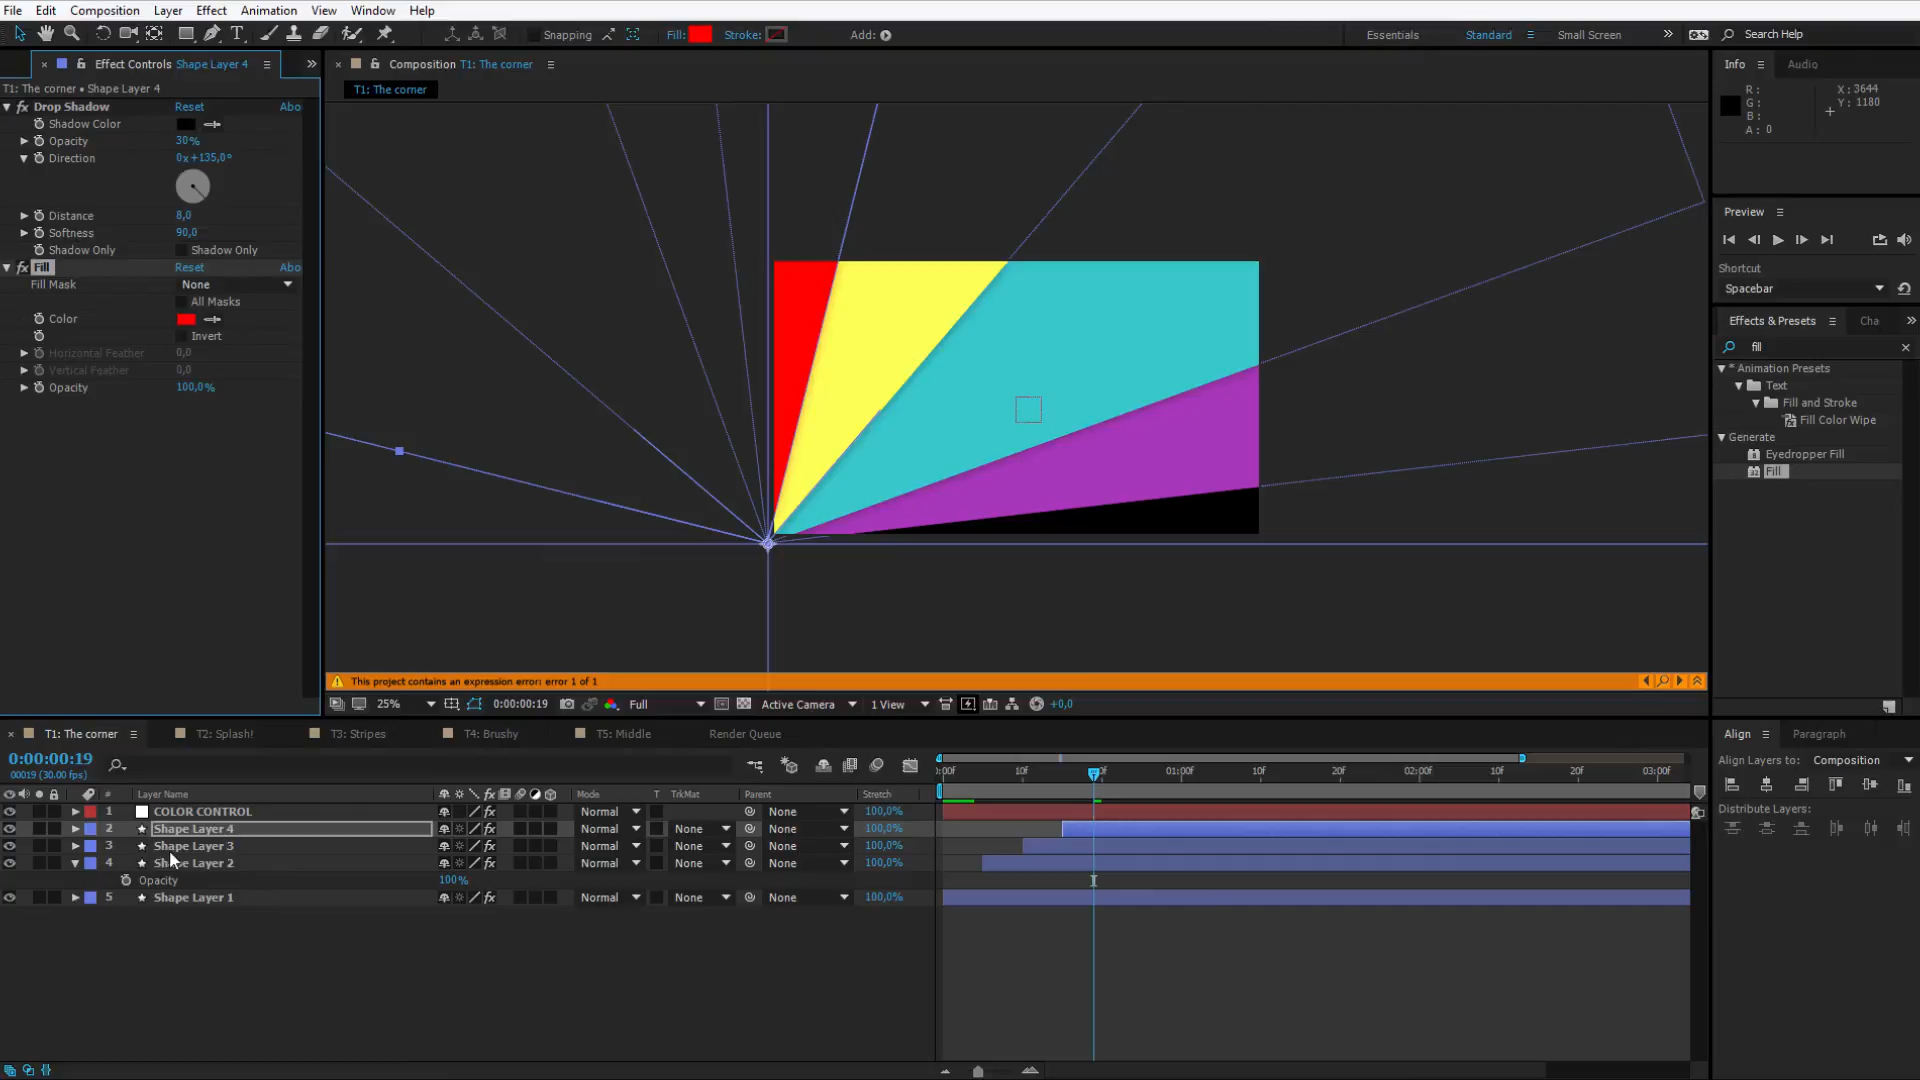 File Edit Composition Layer Effect Animation View Window Help
Snapping Fill: Stroke: Add: Essentials Standard Small Screen Search Help
Effect Controls Shape Layer 4
T1: The corner • Shape Layer 4
Drop Shadow Reset Abo
Shadow Color
Opacity 30%
Direction 0x+135,0°
Distance 8,0
Softness 90,0
Shadow Only Shadow Only
Fill Reset Abo
Fill Mask None
All Masks
Color
Invert
Horizontal Feather 0,0
Vertical Feather 0,0
Opacity 100,0%
Composition T1: The corner
T1: The corner
This project contains an expression error: error 1 of 1
25% 0:00:00:19 Full Active Camera 1 View +0,0
Info Audio
R: X: 3644
G: Y: 1180
B:
A: 0
Preview
Shortcut
Spacebar
Effects & Presets Cha
fill
* Animation Presets
Text
Fill and Stroke
Fill Color Wipe
Generate
Eyedropper Fill
Fill
T1: The corner T2: Splash! T3: Stripes T4: Brushy T5: Middle Render Queue
0:00:00:19
00019 (30.00 fps)
# Layer Name Mode T TrkMat Parent Stretch
1 COLOR CONTROL Normal None 100,0%
2 Shape Layer 4 Normal None None 100,0%
3 Shape Layer 3 Normal None None 100,0%
4 Shape Layer 2 Normal None None 100,0%
Opacity 100%
5 Shape Layer 1 Normal None None 100,0%
:00f 10f 01:00f 10f 20f 02:00f 10f 20f 03:00f
Align Paragraph
Align Layers to: Composition
Distribute Layers: